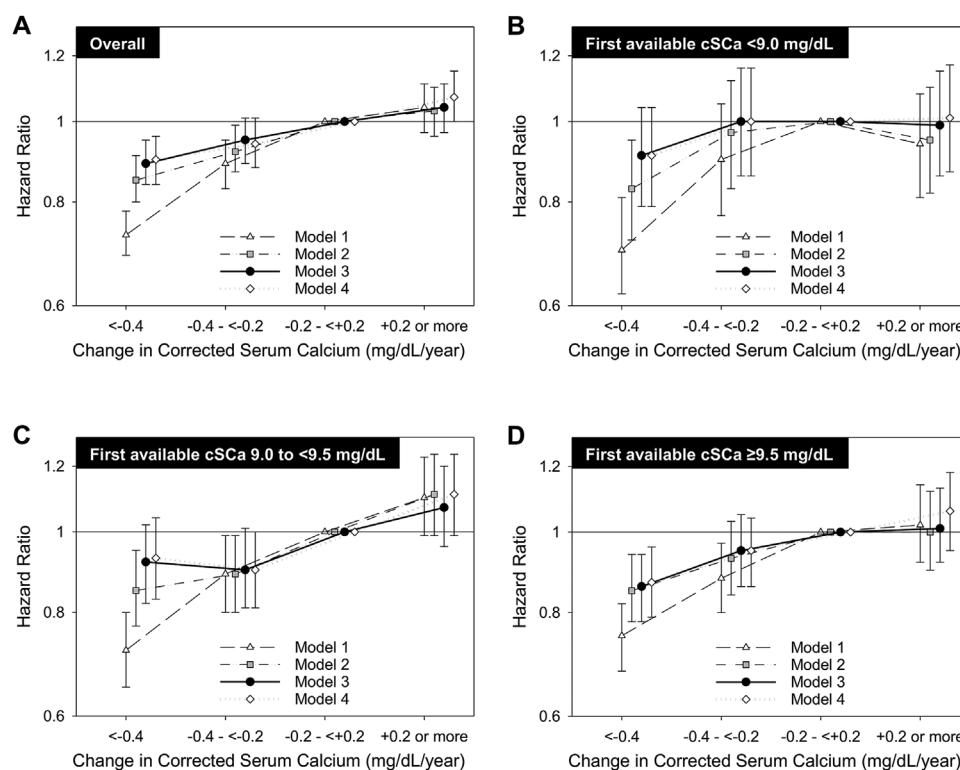 A
Overall
1.2
1
0.8
0.6
Hazard Ratio
Model 1
Model 2
Model 3
Model 4
<-0.4
-0.4 - <-0.2
-0.2 - <+0.2
+0.2 or more
Change in Corrected Serum Calcium (mg/dL/year)
B
First available cSCa <9.0 mg/dL
1.2
1
0.8
0.6
Hazard Ratio
Model 1
Model 2
Model 3
Model 4
<-0.4
-0.4 - <-0.2
-0.2 - <+0.2
+0.2 or more
Change in Corrected Serum Calcium (mg/dL/year)
C
First available cSCa 9.0 to <9.5 mg/dL
1.2
1
0.8
0.6
Hazard Ratio
Model 1
Model 2
Model 3
Model 4
<-0.4
-0.4 - <-0.2
-0.2 - <+0.2
+0.2 or more
Change in Corrected Serum Calcium (mg/dL/year)
D
First available cSCa ≥9.5 mg/dL
1.2
1
0.8
0.6
Hazard Ratio
Model 1
Model 2
Model 3
Model 4
<-0.4
-0.4 - <-0.2
-0.2 - <+0.2
+0.2 or more
Change in Corrected Serum Calcium (mg/dL/year)